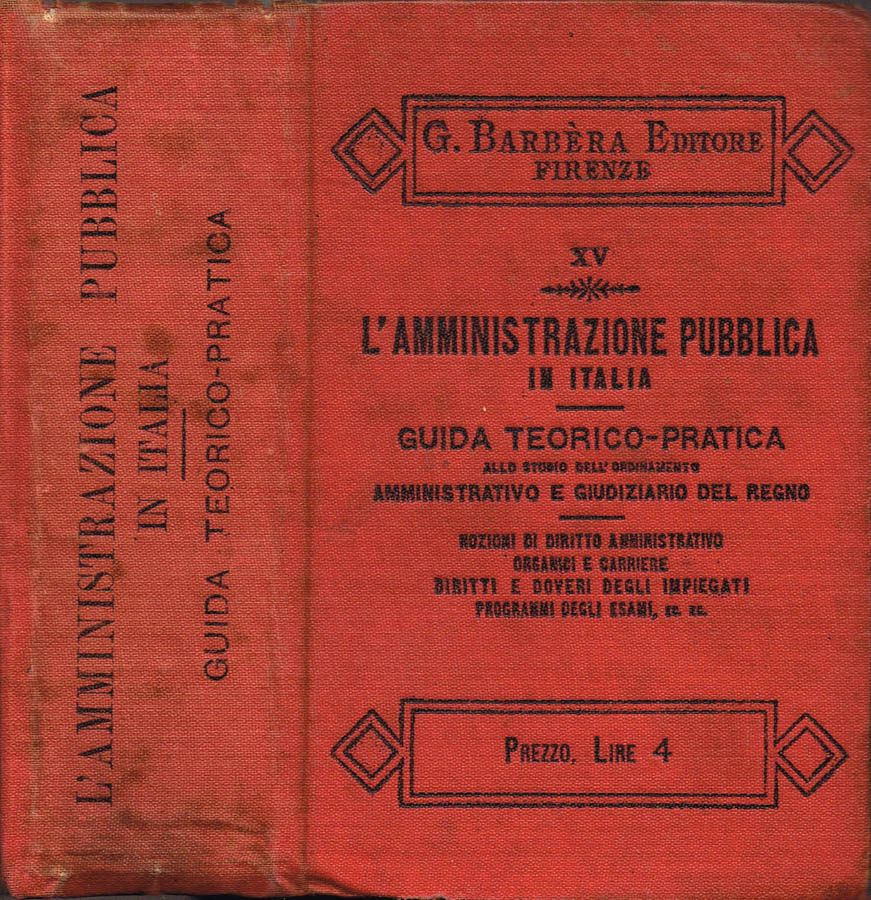 L'AMMINISTRAZIONE PUBBLICA
IN ITALIA
GUIDA TEORICO-PRATICA
G. BARBÈRA EDITORE
FIRENZE
XV
L'AMMINISTRAZIONE PUBBLICA
IN ITALIA
GUIDA TEORICO-PRATICA
ALLO STUDIO DELL'ORDINAMENTO
AMMINISTRATIVO E GIUDIZIARIO DEL REGNO
NOZIONI DI DIRITTO AMMINISTRATIVO
ORGANICI E CARRIERE
DIRITTI E DOVERI DEGLI IMPIEGATI
PROGRAMMI DEGLI ESAMI, EC. EC.
PREZZO, LIRE 4